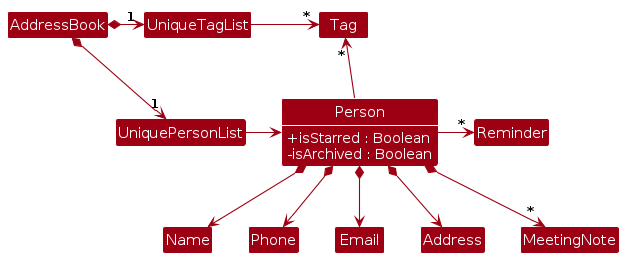 AddressBook
1
UniqueTagList
*
Tag
*
1
UniquePersonList
Person
+isStarred : Boolean
-isArchived : Boolean
*
Reminder
*
Name
Phone
Email
Address
MeetingNote